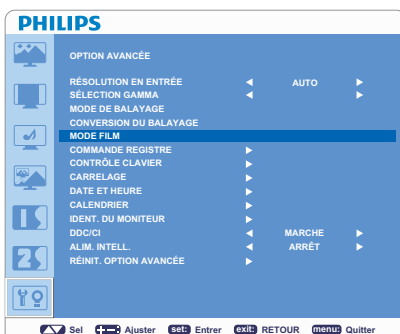 PHILIPS
OPTION AVANCÉE
RÉSOLUTION EN ENTRÉE AUTO
SÉLECTION GAMMA
MODE DE BALAYAGE
CONVERSION DU BALAYAGE
MODE FILM
COMMANDE REGISTRE
CONTRÔLE CLAVIER
CARRELAGE
DATE ET HEURE
CALENDRIER
IDENT. DU MONITEUR
DDC/CI MARCHE
ALIM. INTELL. ARRÊT
RÉINIT. OPTION AVANCÉE
Sel Ajuster set: Entrer exit: RETOUR menu: Quitter